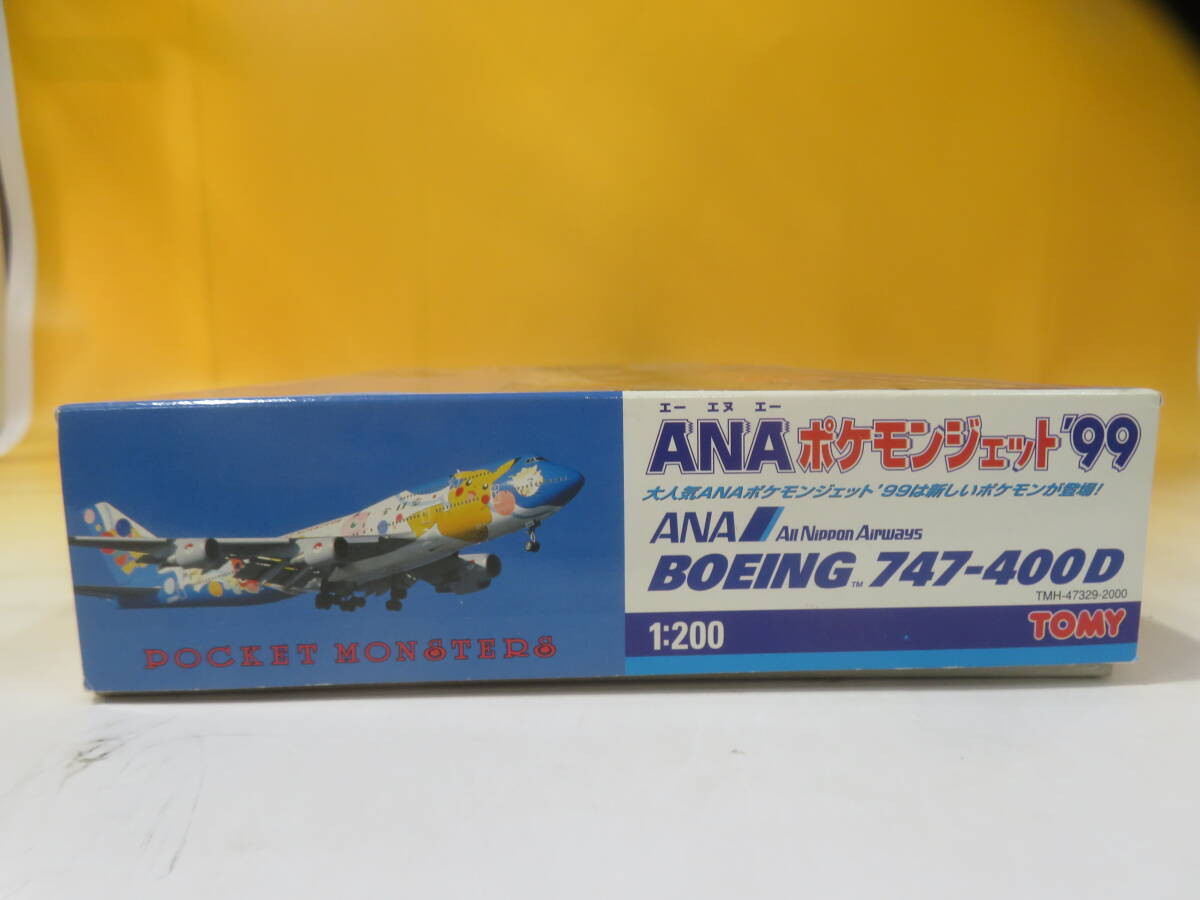 エー エヌ エー
ANAポケモンジェット'99
大人気ANAポケモンジェット'99は新しいポケモンが登場!
ANA All Nippon Airways
BOEING™ 747-400D
TMH-47329-2000
1:200 TOMY
POCKET MONSTERS